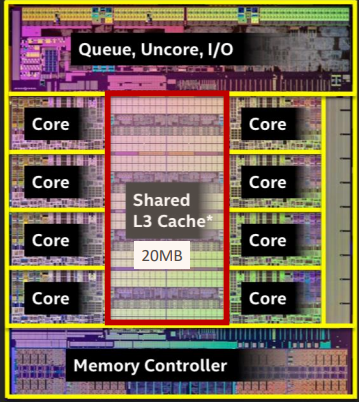 Queue, Uncore, I/O
Core
Core
Core
Core
Shared
L3 Cache*
20MB
Core
Core
Core
Core
Memory Controller